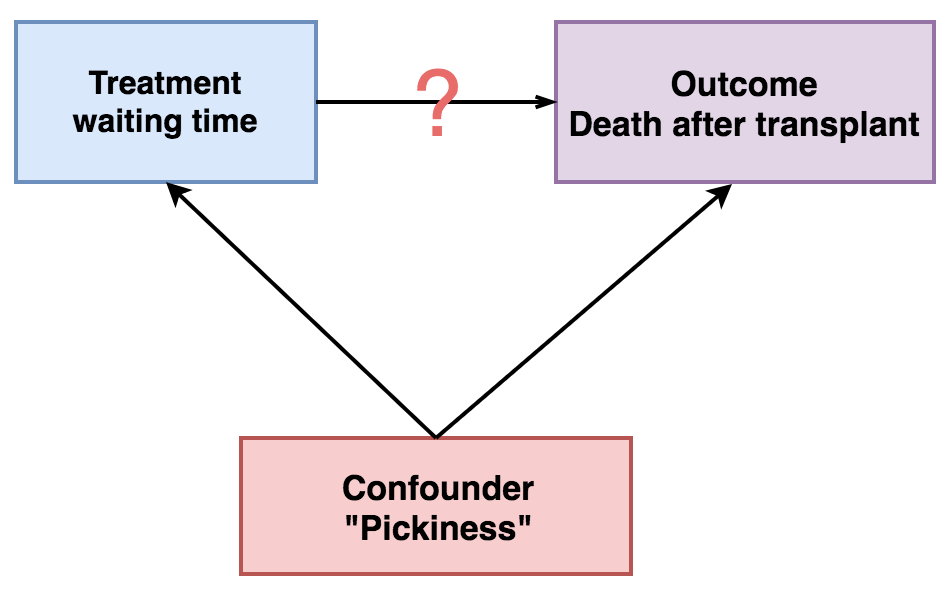 Treatment
waiting time
?
Outcome
Death after transplant
Confounder
"Pickiness"